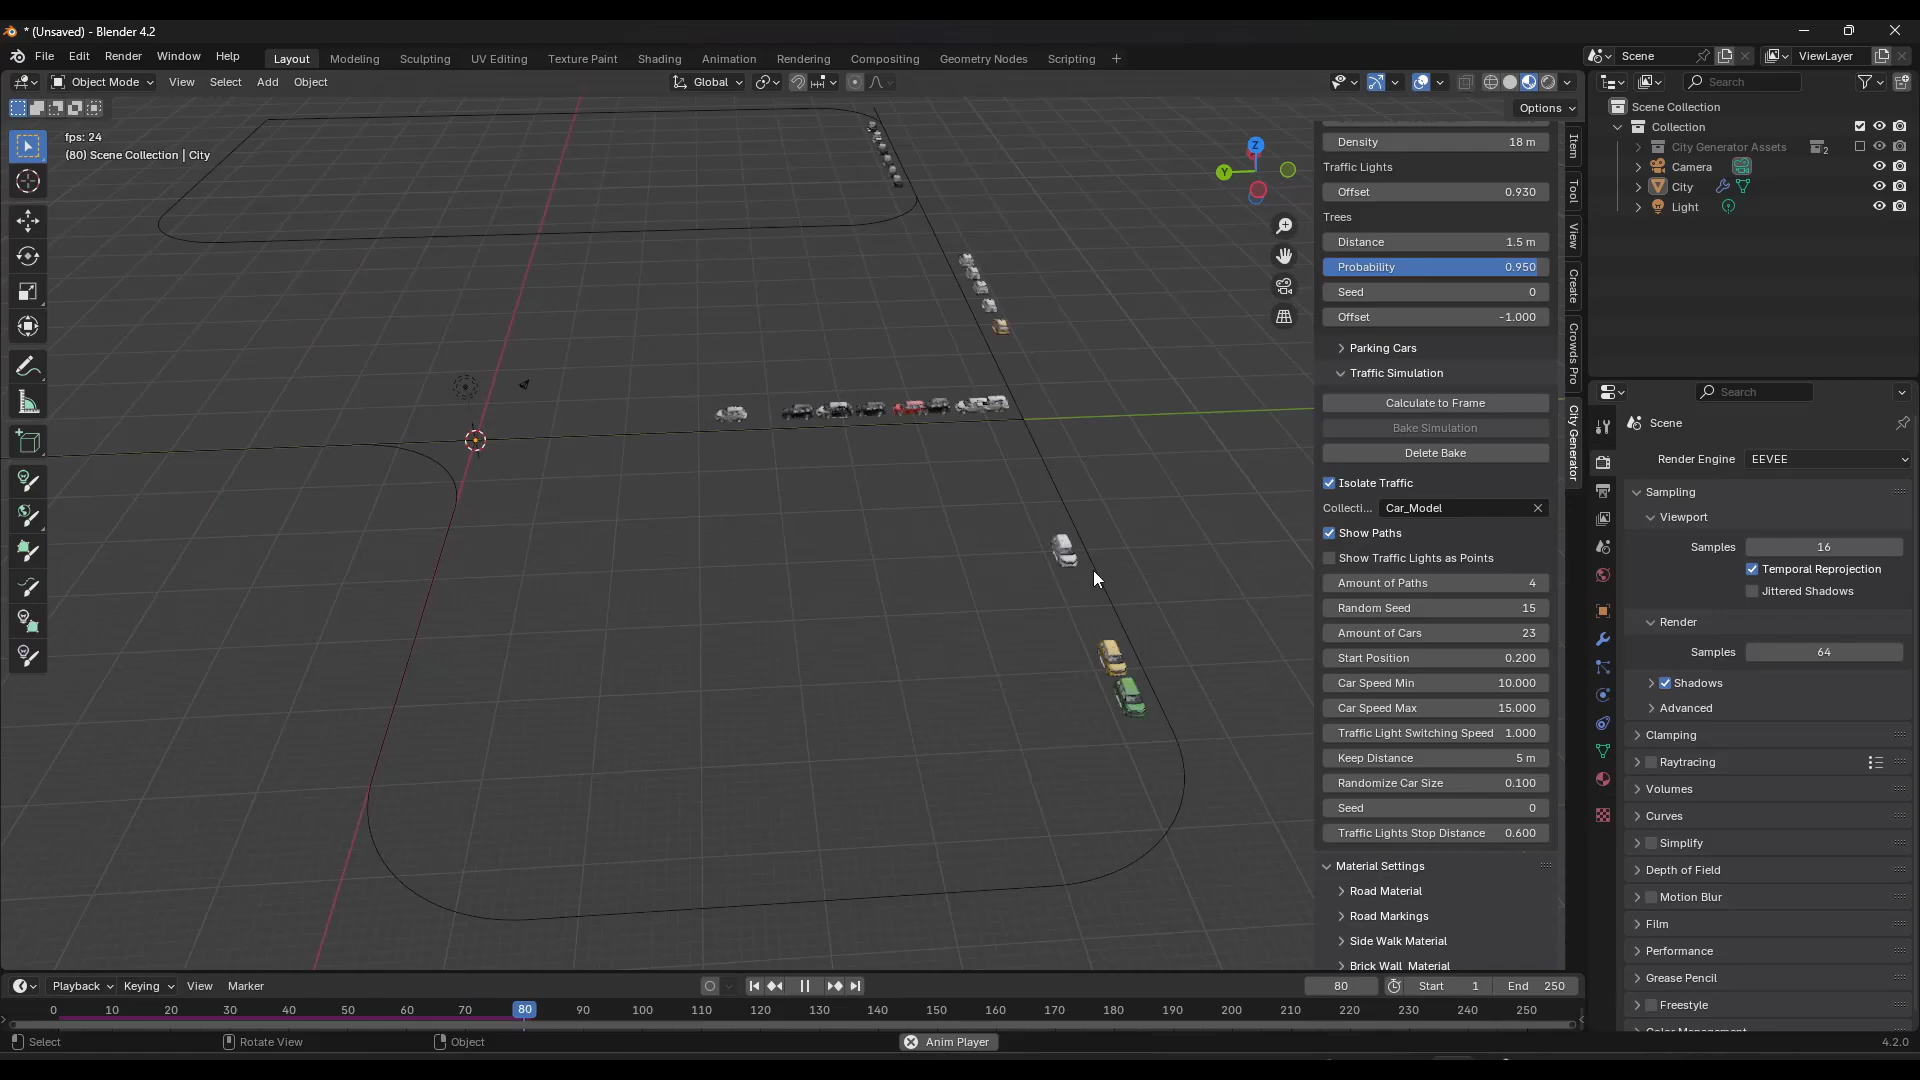 * (Unsaved) - Blender 4.2
File Edit Render Window Help
Layout Modeling Sculpting UV Editing Texture Paint Shading Animation Rendering Compositing Geometry Nodes Scripting +
Scene
ViewLayer
Object Mode View Select Add Object
Global
Options
fps: 24
(80) Scene Collection | City
Z
Y
Item
Tool
View
Create
Crowds Pro
City Generator
Density 18 m
Traffic Lights
Offset 0.930
Trees
Distance 1.5 m
Probability 0.950
Seed 0
Offset -1.000
Parking Cars
Traffic Simulation
Calculate to Frame
Bake Simulation
Delete Bake
Isolate Traffic
Collecti... Car_Model
Show Paths
Show Traffic Lights as Points
Amount of Paths 4
Random Seed 15
Amount of Cars 23
Start Position 0.200
Car Speed Min 10.000
Car Speed Max 15.000
Traffic Light Switching Speed 1.000
Keep Distance 5 m
Randomize Car Size 0.100
Seed 0
Traffic Lights Stop Distance 0.600
Material Settings
Road Material
Road Markings
Side Walk Material
Brick Wall Material
Search
Scene Collection
Collection
City Generator Assets 2
Camera
City
Light
Search
Scene
Render Engine EEVEE
Sampling
Viewport
Samples 16
Temporal Reprojection
Jittered Shadows
Render
Samples 64
Shadows
Advanced
Clamping
Raytracing
Volumes
Curves
Simplify
Depth of Field
Motion Blur
Film
Performance
Grease Pencil
Freestyle
Color Management
Playback Keying View Marker
80 Start 1 End 250
0 10 20 30 40 50 60 70 80 90 100 110 120 130 140 150 160 170 180 190 200 210 220 230 240 250
Select Rotate View Object Anim Player 4.2.0